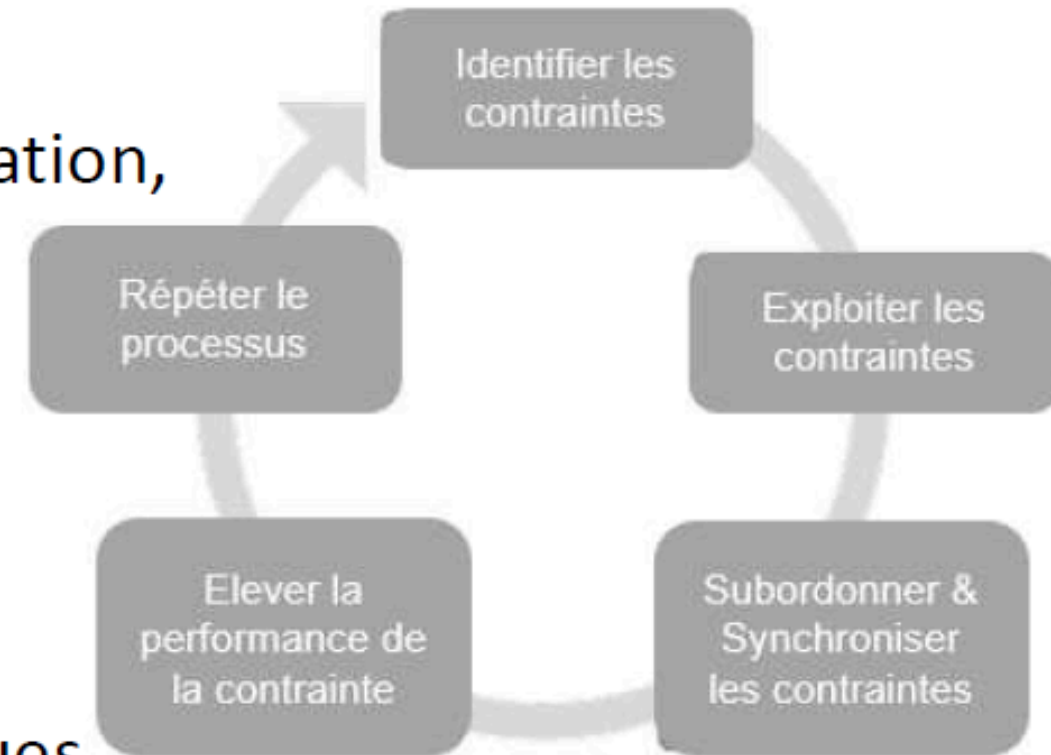 Identifier les
contraintes
ation,
Répéter le
processus
Exploiter les
contraintes
Elever la
performance de
la contrainte
Subordonner &
Synchroniser
les contraintes
ues